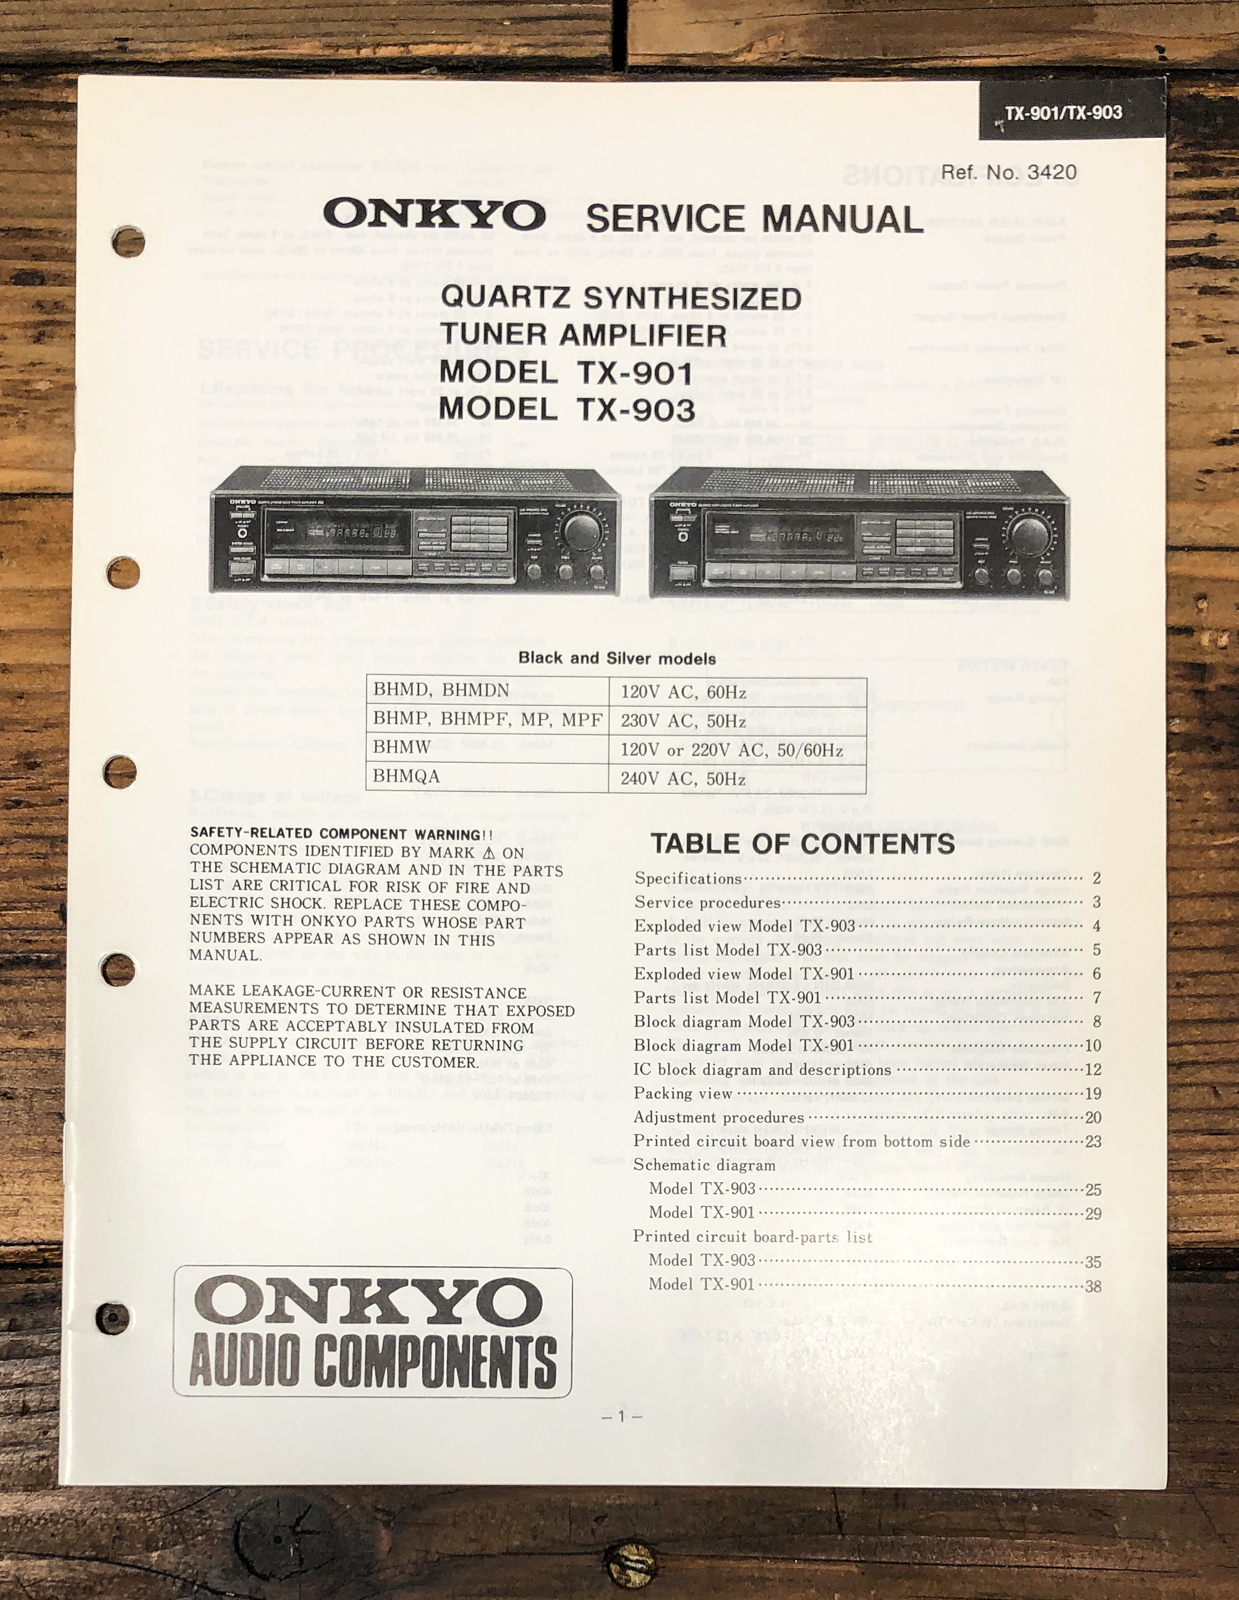 TX-901/TX-903
Ref. No. 3420
ONKYO SERVICE MANUAL
QUARTZ SYNTHESIZED
TUNER AMPLIFIER
MODEL TX-901
MODEL TX-903
ONKYO
ONKYO
Black and Silver models
BHMD, BHMDN 120V AC, 60Hz
BHMP, BHMPF, MP, MPF 230V AC, 50Hz
BHMW 120V or 220V AC, 50/60Hz
BHMQA 240V AC, 50Hz
SAFETY-RELATED COMPONENT WARNING!!
COMPONENTS IDENTIFIED BY MARK ⚠ ON
THE SCHEMATIC DIAGRAM AND IN THE PARTS
LIST ARE CRITICAL FOR RISK OF FIRE AND
ELECTRIC SHOCK. REPLACE THESE COMPO-
NENTS WITH ONKYO PARTS WHOSE PART
NUMBERS APPEAR AS SHOWN IN THIS
MANUAL.
MAKE LEAKAGE-CURRENT OR RESISTANCE
MEASUREMENTS TO DETERMINE THAT EXPOSED
PARTS ARE ACCEPTABLY INSULATED FROM
THE SUPPLY CIRCUIT BEFORE RETURNING
THE APPLIANCE TO THE CUSTOMER.
TABLE OF CONTENTS
Specifications 2
Service procedures 3
Exploded view Model TX-903 4
Parts list Model TX-903 5
Exploded view Model TX-901 6
Parts list Model TX-901 7
Block diagram Model TX-903 8
Block diagram Model TX-901 10
IC block diagram and descriptions 12
Packing view 19
Adjustment procedures 20
Printed circuit board view from bottom side 23
Schematic diagram
Model TX-903 25
Model TX-901 29
Printed circuit board-parts list
Model TX-903 35
Model TX-901 38
ONKYO
AUDIO COMPONENTS
– 1 –